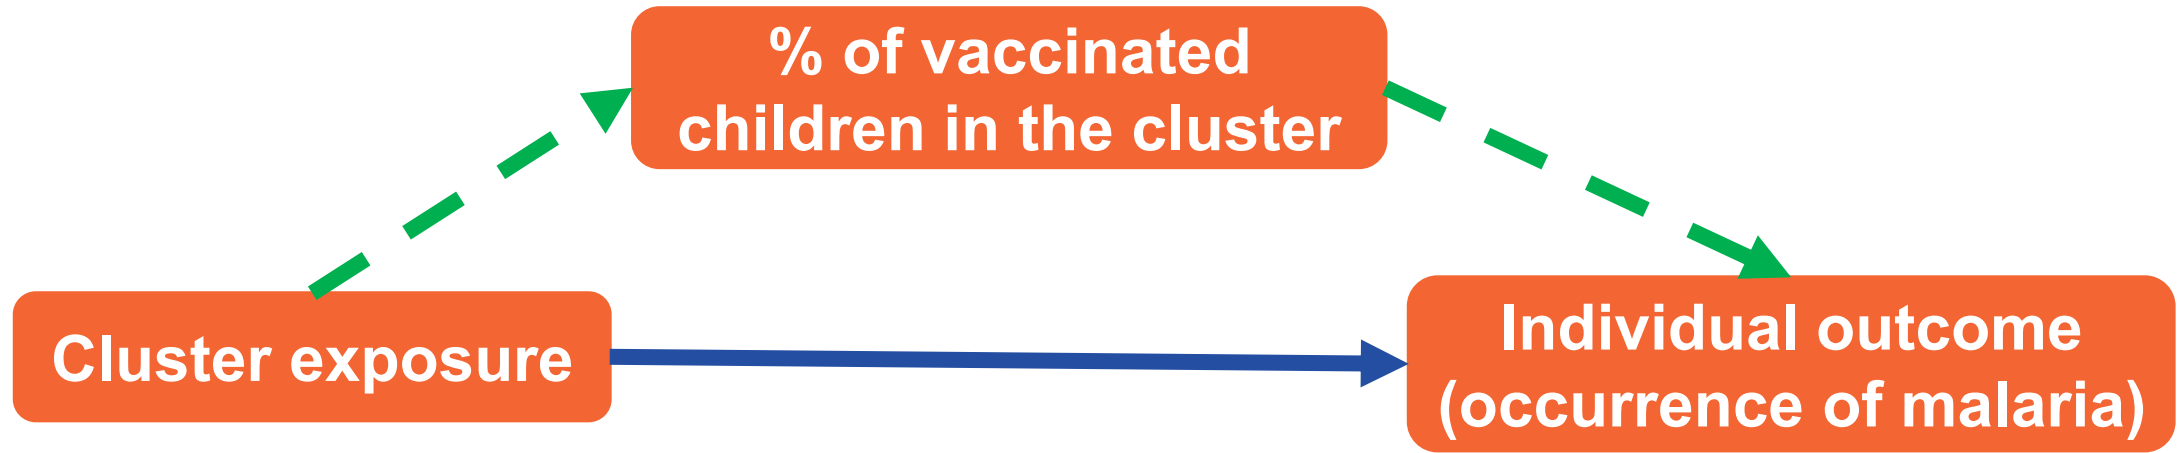 % of vaccinated
children in the cluster
Cluster exposure
Individual outcome
(occurrence of malaria)